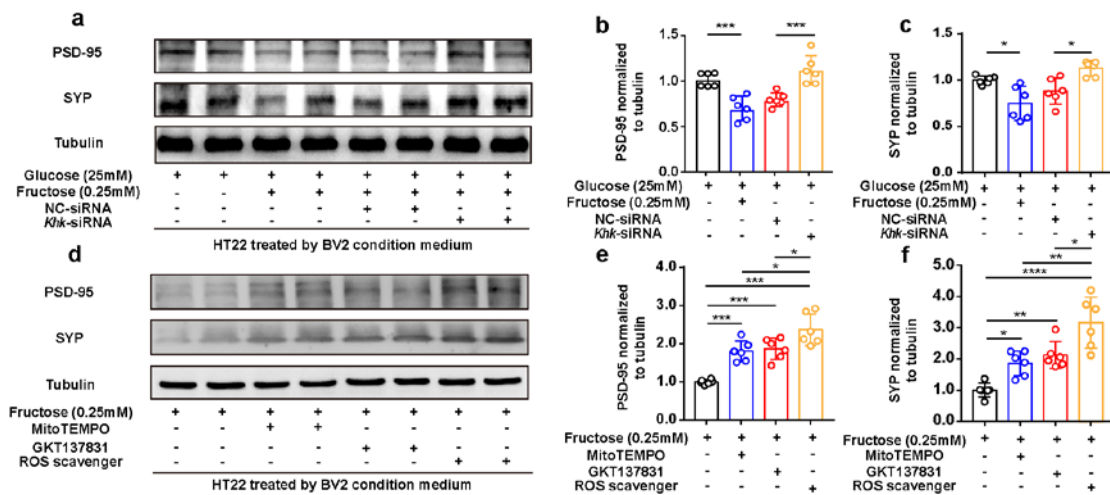 a
PSD-95
SYP
Tubulin
Glucose (25mM) + + + + + + + +
Fructose (0.25mM) - - + + + + + +
NC-siRNA - - - - + + - -
Khk-siRNA - - - - - - + +
HT22 treated by BV2 condition medium
b
PSD-95 normalized
to tubulin
1.5
1.0
0.5
0.0
*** ***
Glucose (25mM) + + + +
Fructose (0.25mM) - + - -
NC-siRNA - - + -
Khk-siRNA - - - +
c
SYP normalized
to tubulin
1.5
1.0
0.5
* *
Glucose (25mM) + + + +
Fructose (0.25mM) - + - -
NC-siRNA - - + -
Khk-siRNA - - - +
d
PSD-95
SYP
Tubulin
Fructose (0.25mM) + + + + + + + +
MitoTEMPO - - + + - - - -
GKT137831 - - - - + + - -
ROS scavenger - - - - - - + +
HT22 treated by BV2 condition medium
e
PSD-95 normalized
to tubulin
4.0
3.0
2.0
1.0
*
*
***
***
***
Fructose (0.25mM) + + + +
MitoTEMPO - + - -
GKT137831 - - + -
ROS scavenger - - - +
f
SYP normalized
to tubulin
5.0
4.0
3.0
2.0
1.0
0.0
*
**
****
**
*
Fructose (0.25mM) + + + +
MitoTEMPO - + - -
GKT137831 - - + -
ROS scavenger - - - +